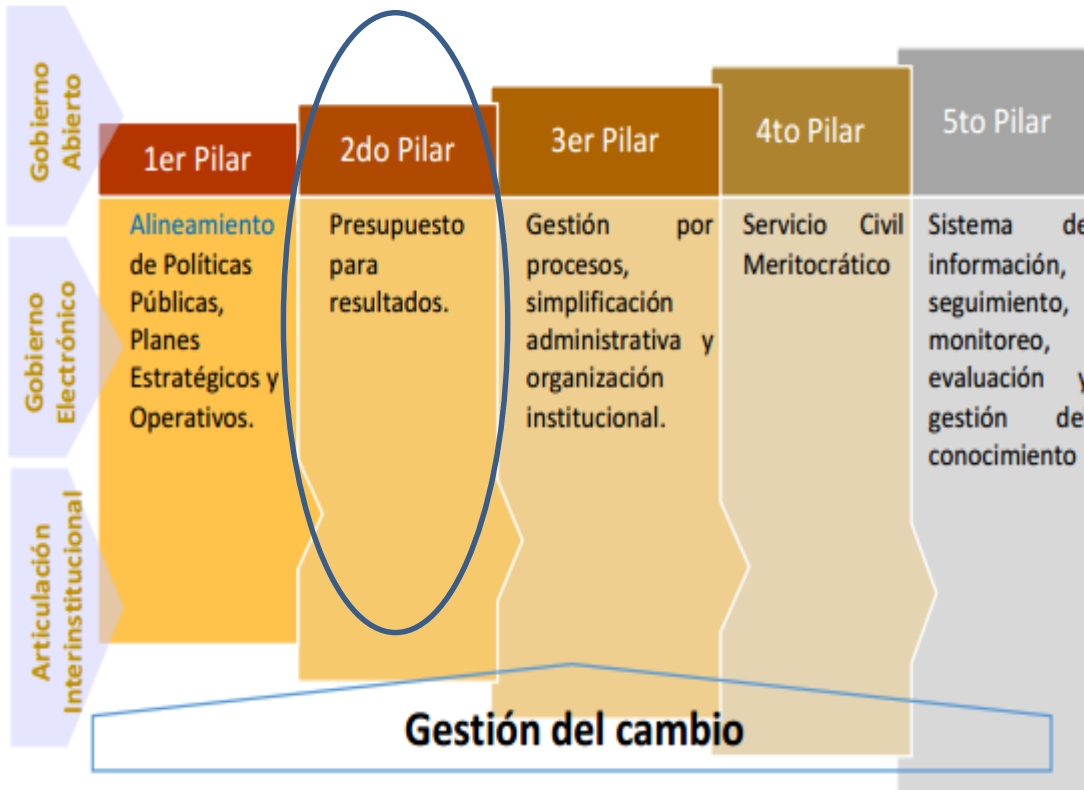 Gobierno
Abierto
Gobierno
Electrónico
Articulación
Interinstitucional
1er Pilar
Alineamiento
de Políticas
Públicas,
Planes
Estratégicos y
Operativos.
2do Pilar
Presupuesto
para
resultados.
3er Pilar
Gestión por
procesos,
simplificación
administrativa y
organización
institucional.
4to Pilar
Servicio Civil
Meritocrático
5to Pilar
Sistema de
información,
seguimiento,
monitoreo,
evaluación y
gestión de
conocimiento
Gestión del cambio